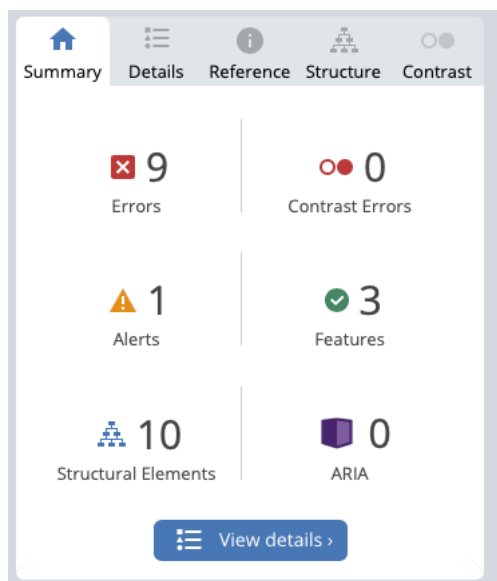 Summary Details Reference Structure Contrast
9 0
Errors Contrast Errors
1 3
Alerts Features
10 0
Structural Elements ARIA
View details ›